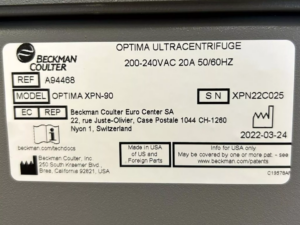 BECKMAN
COULTER
OPTIMA ULTRACENTRIFUGE
200-240VAC 20A 50/60HZ
REF A94468
MODEL OPTIMA XPN-90
SN XPN22C025
EC REP Beckman Coulter Euro Center SA
22, rue Juste-Olivier, Case Postale 1044 CH-1260
Nyon 1, Switzerland
2022-03-24
beckman.com/techdocs
Beckman Coulter, Inc.
250 South Kraemer Blvd.,
Brea, California 92821, USA
Made in USA
of US and
Foreign Parts
Info for USA only
May be covered by one or more pat. - see
www.beckman.com/patents